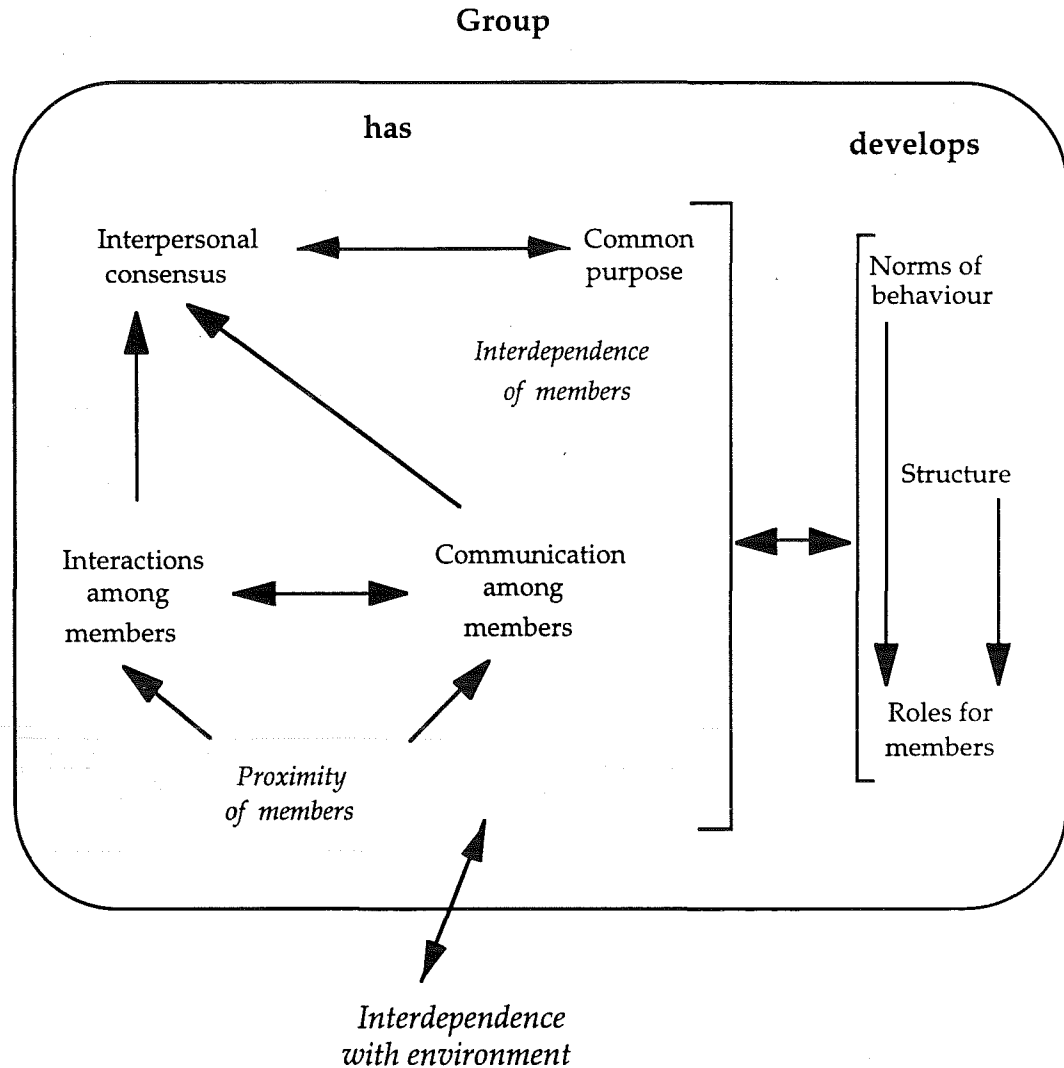 Group
has
develops
Interpersonal
consensus
Common
purpose
Norms of
behaviour
Interdependence
of members
Structure
Interactions
among
members
Communication
among
members
Roles for
members
Proximity
of members
Interdependence
with environment